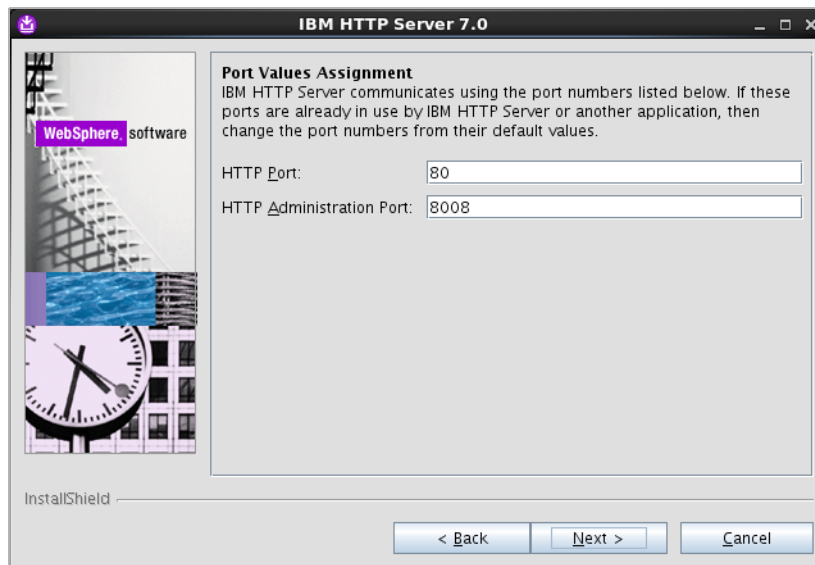 IBM HTTP Server 7.0
WebSphere. software
Port Values Assignment
IBM HTTP Server communicates using the port numbers listed below. If these
ports are already in use by IBM HTTP Server or another application, then
change the port numbers from their default values.
HTTP Port: 80
HTTP Administration Port: 8008
InstallShield
< Back Next > Cancel